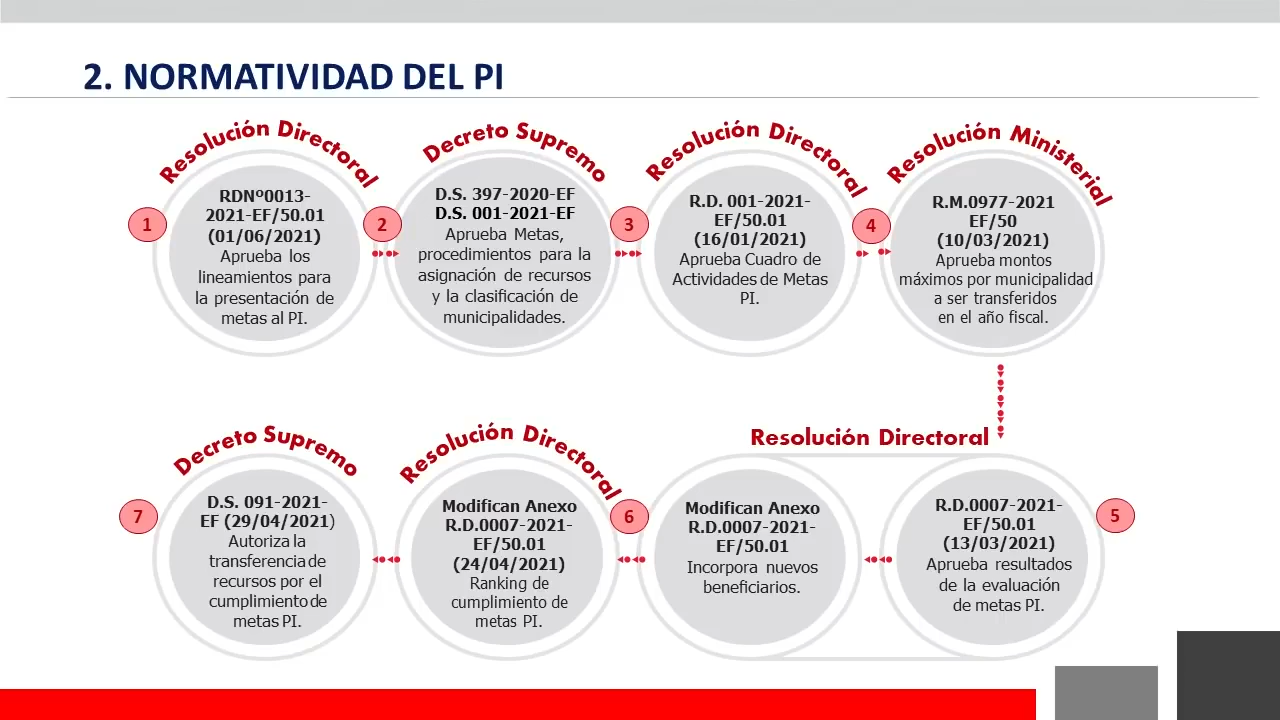 2. NORMATIVIDAD DEL PI
Resolución Directoral
1
RDNº0013-
2021-EF/50.01
(01/06/2021)
Aprueba los
lineamientos para
la presentación de
metas al PI.
Decreto Supremo
2
D.S. 397-2020-EF
D.S. 001-2021-EF
Aprueba Metas,
procedimientos para la
asignación de recursos
y la clasificación de
municipalidades.
Resolución Directoral
3
R.D. 001-2021-
EF/50.01
(16/01/2021)
Aprueba Cuadro de
Actividades de Metas
PI.
Resolución Ministerial
4
R.M.0977-2021
EF/50
(10/03/2021)
Aprueba montos
máximos por municipalidad
a ser transferidos
en el año fiscal.
Resolución Directoral
5
R.D.0007-2021-
EF/50.01
(13/03/2021)
Aprueba resultados
de la evaluación
de metas PI.
Modifican Anexo
R.D.0007-2021-
EF/50.01
Incorpora nuevos
beneficiarios.
Resolución Directoral
6
Modifican Anexo
R.D.0007-2021-
EF/50.01
(24/04/2021)
Ranking de
cumplimiento de
metas PI.
Decreto Supremo
7
D.S. 091-2021-
EF (29/04/2021)
Autoriza la
transferencia de
recursos por el
cumplimiento de
metas PI.